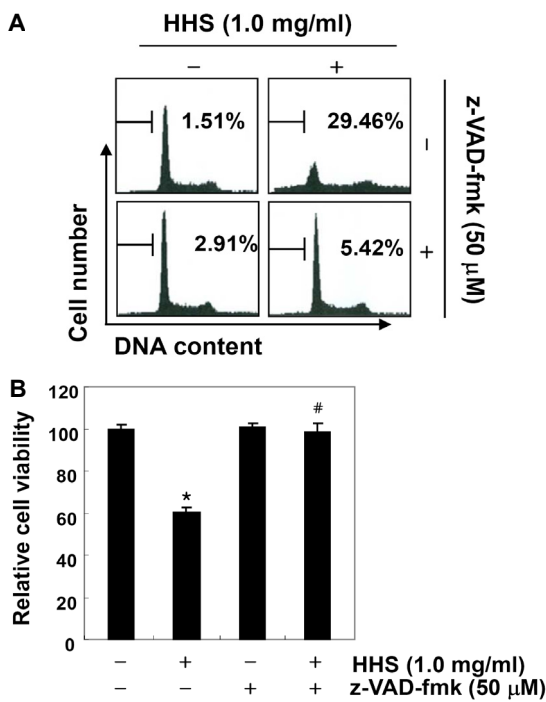 A
HHS (1.0 mg/ml)
– +
1.51% 29.46%
–
2.91% 5.42%
+
z-VAD-fmk (50 μM)
Cell number
DNA content
B
120
100
80
60
40
20
0
Relative cell viability
*
#
– + – + HHS (1.0 mg/ml)
– – + + z-VAD-fmk (50 μM)